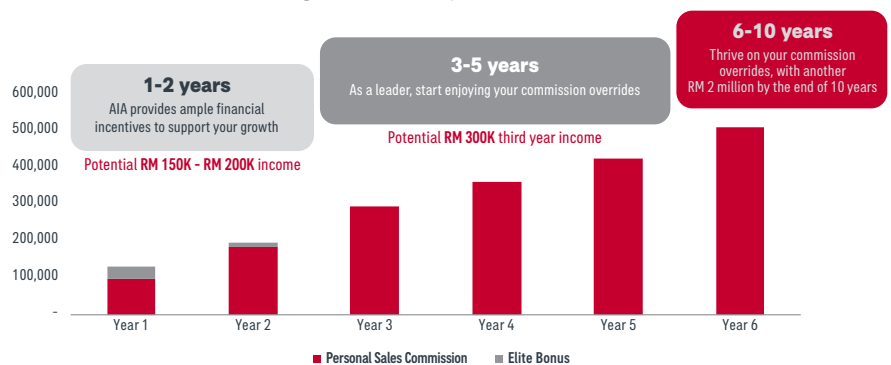 6-10 years
Thrive on your commission
overrides, with another
RM 2 million by the end of 10 years
3-5 years
As a leader, start enjoying your commission overrides
1-2 years
AIA provides ample financial
incentives to support your growth
Potential RM 300K third year income
Potential RM 150K - RM 200K income
600,000
500,000
400,000
300,000
200,000
100,000
-
Year 1 Year 2 Year 3 Year 4 Year 5 Year 6
Personal Sales Commission Elite Bonus